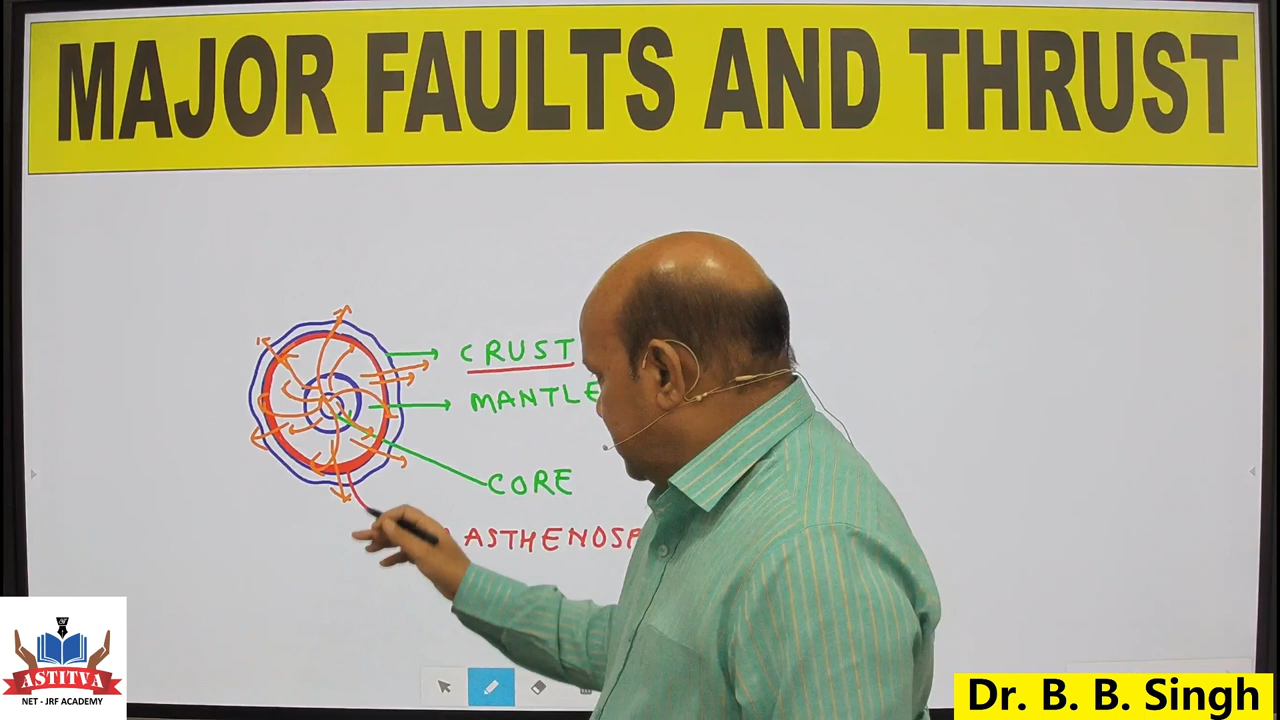 MAJOR FAULTS AND THRUST
CRUST
MANTLE
CORE
ASTHENOSP
ASTITVA
NET - JRF ACADEMY
Dr. B. B. Singh